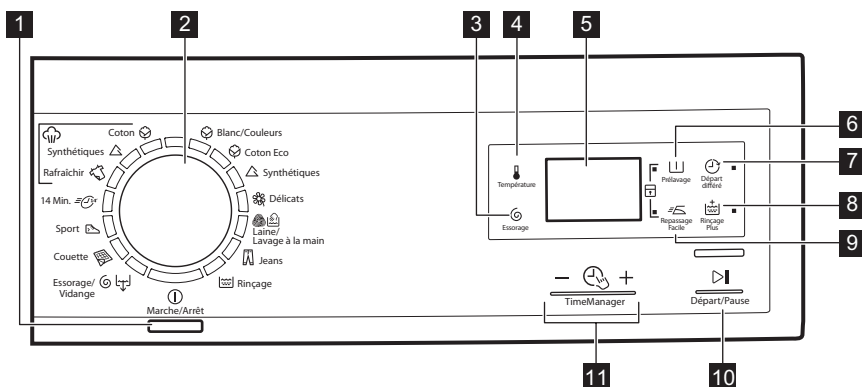 1
2
3
4
5
6
7
8
9
10
11
Coton
Synthétiques
Rafraichir
14 Min.
Sport
Couette
Essorage/
Vidange
Blanc/Couleurs
Coton Eco
Synthétiques
Délicats
Laine/
Lavage à la main
Jeans
Rinçage
Marche/Arrêt
Température
Essorage
Prélavage
Départ
différé
Repassage
Facile
Rinçage
Plus
TimeManager
Départ/Pause